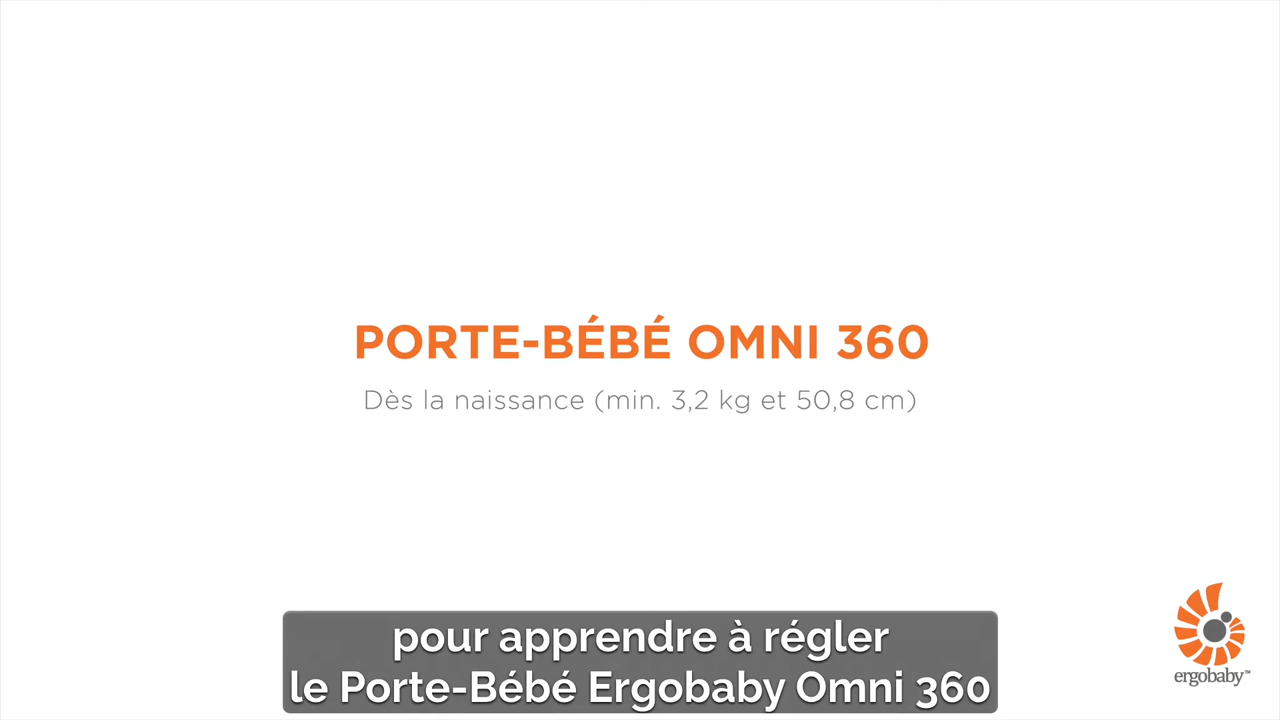 PORTE-BÉBÉ OMNI 360
Dès la naissance (min. 3,2 kg et 50,8 cm)
pour apprendre à régler
le Porte-Bébé Ergobaby Omni 360
ergobaby™